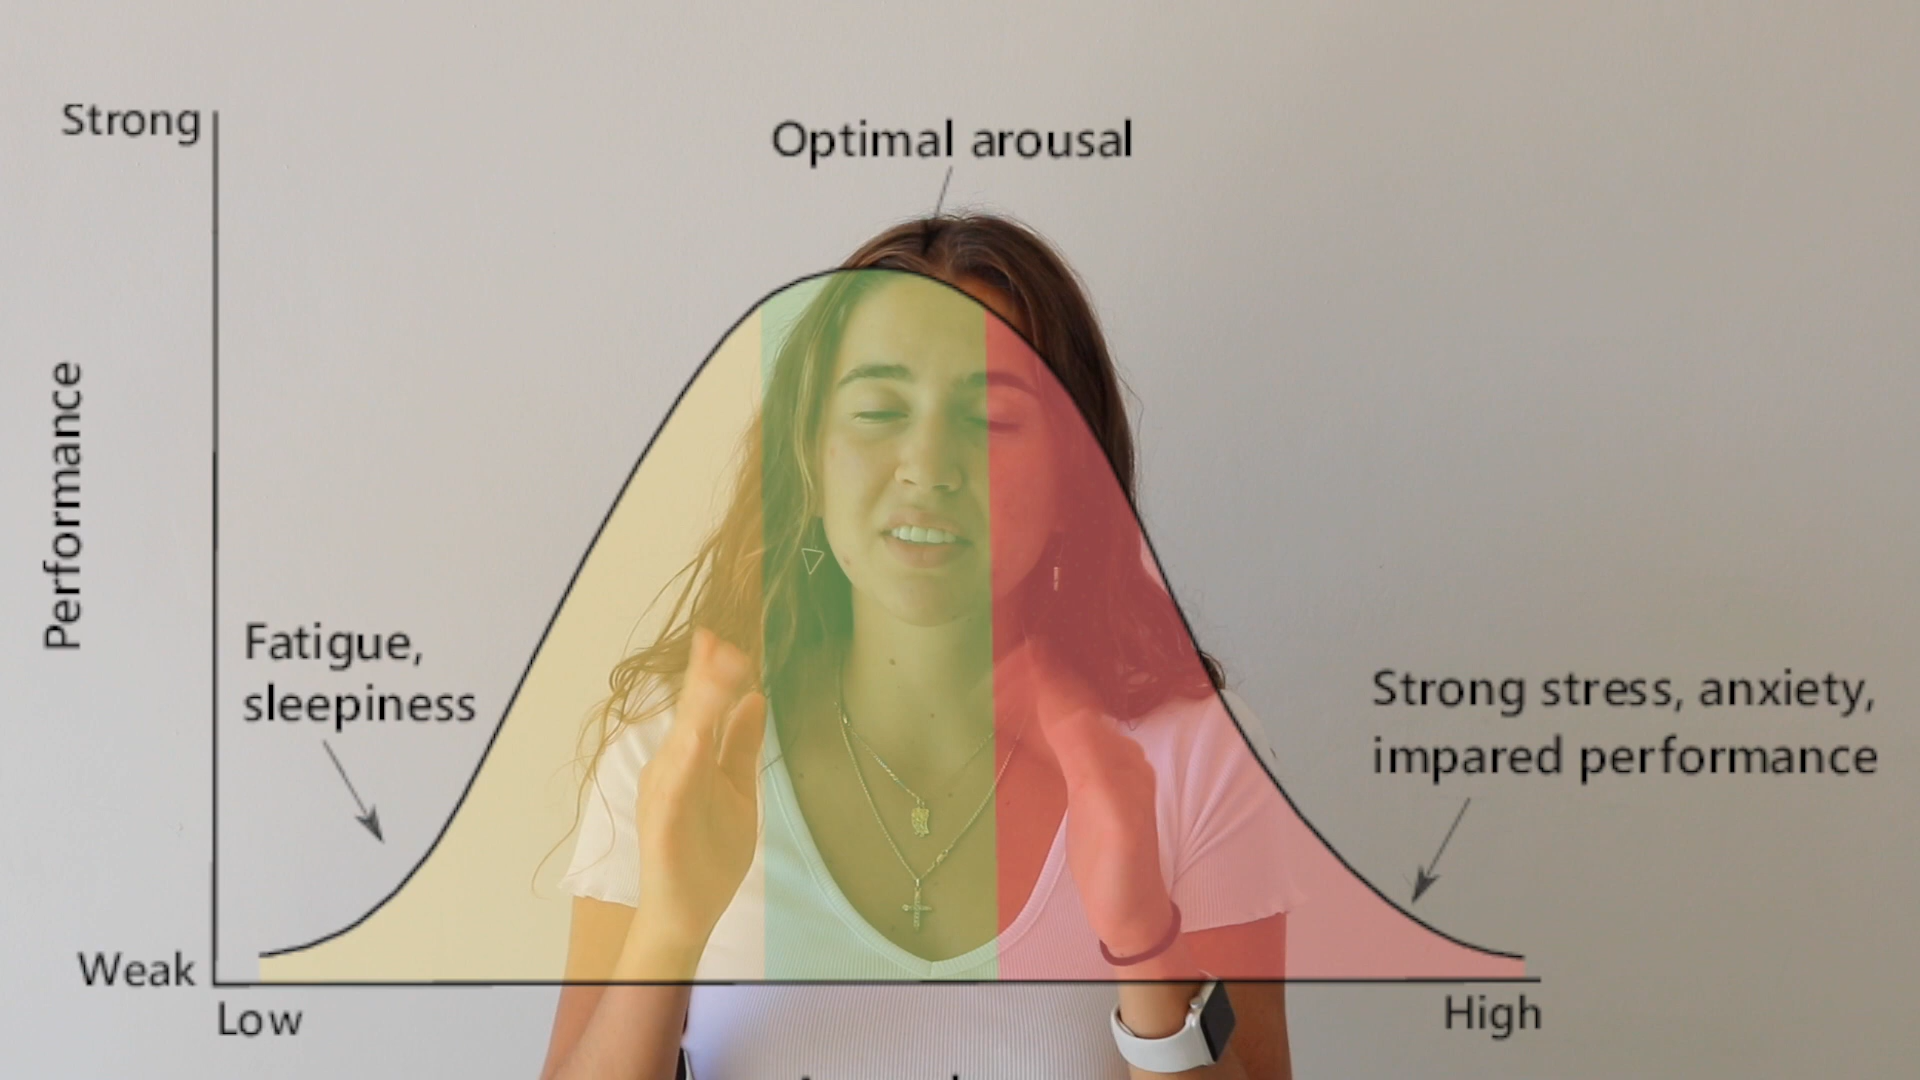 Strong
Optimal arousal
Performance
Fatigue,
sleepiness
Strong stress, anxiety,
impared performance
Weak
Low
High